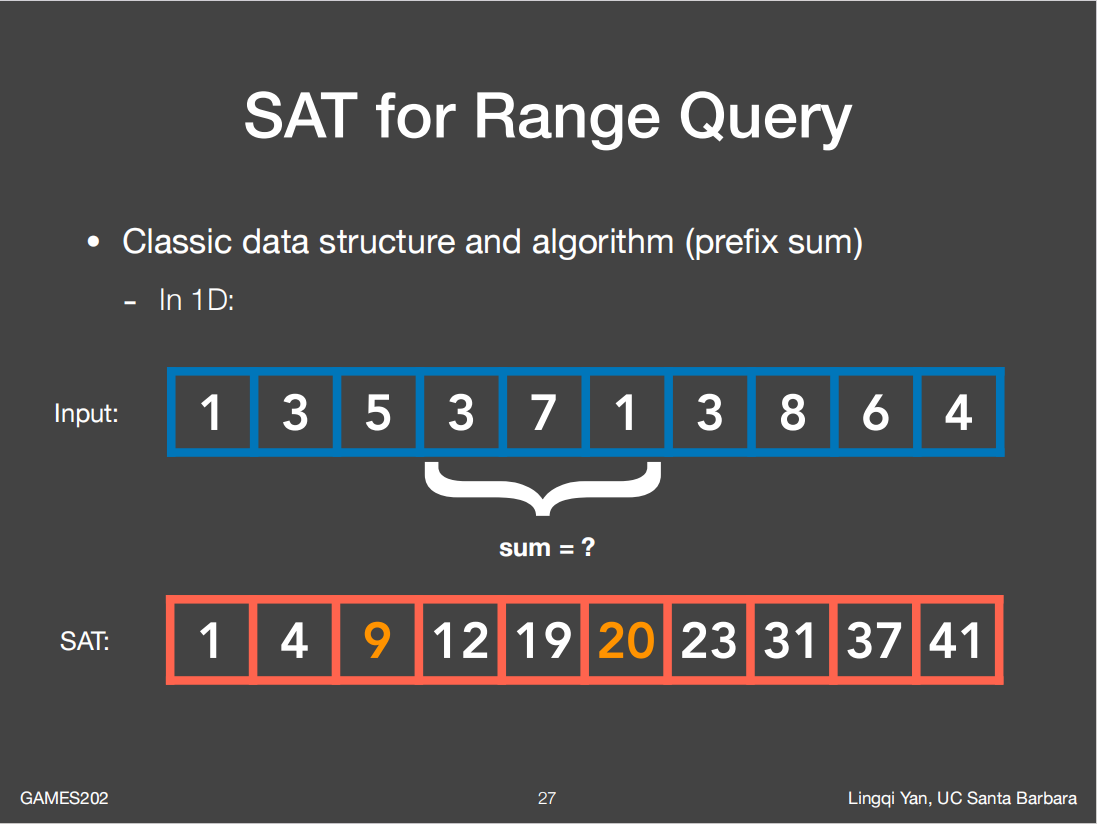 SAT for Range Query
• Classic data structure and algorithm (prefix sum)
- In 1D:
Input: 1 3 5 3 7 1 3 8 6 4
sum = ?
SAT: 1 4 9 12 19 20 23 31 37 41
GAMES202 27 Lingqi Yan, UC Santa Barbara